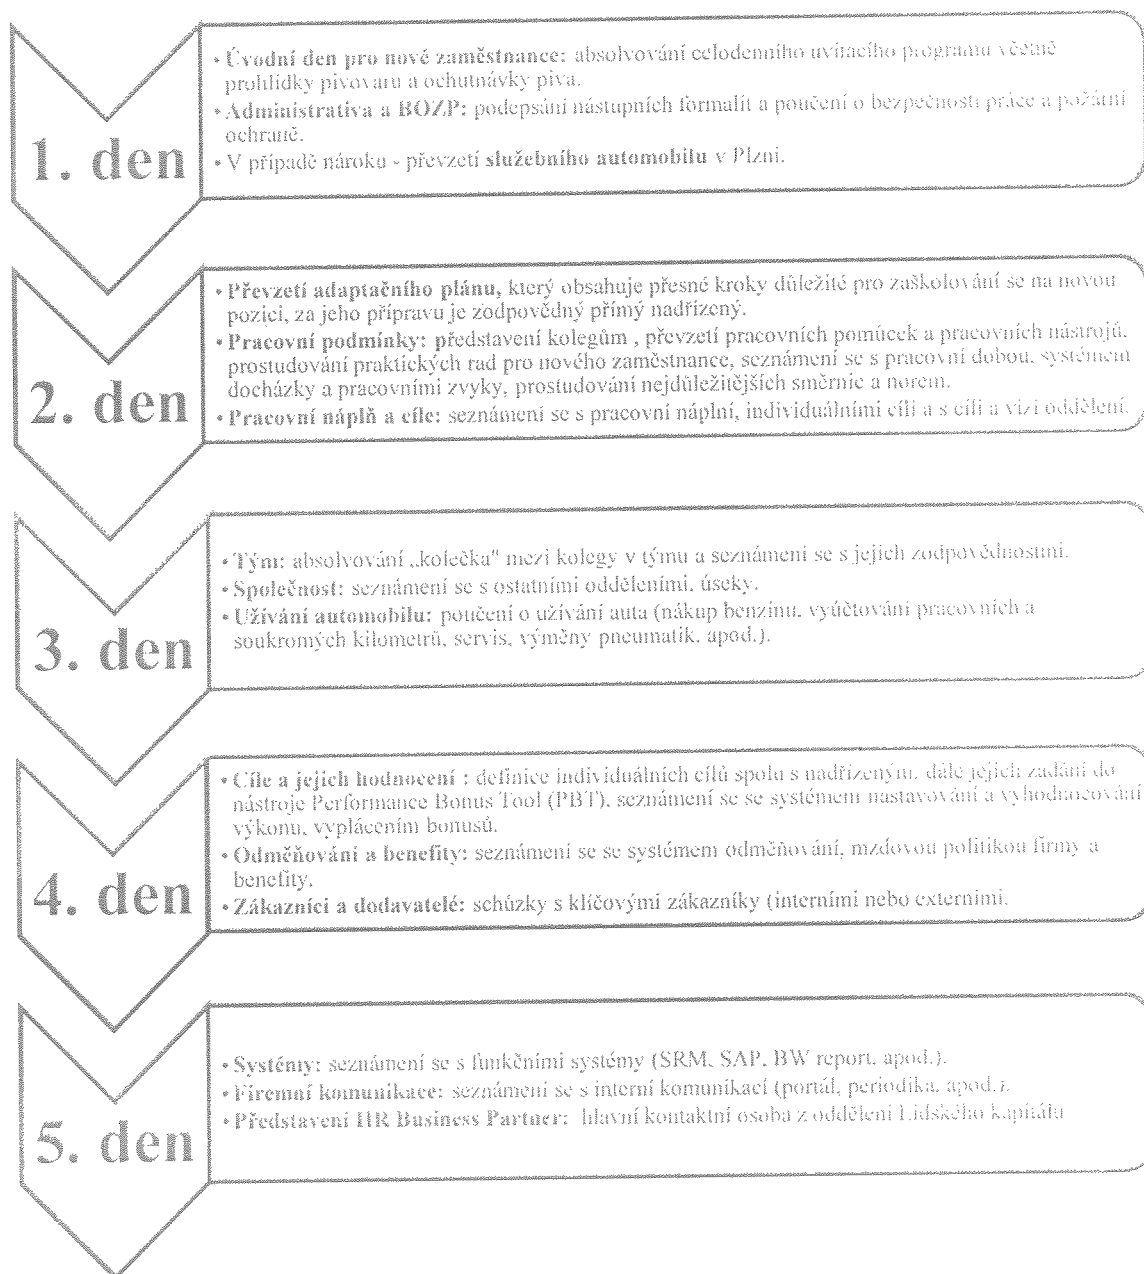 1. den
• Úvodní den pro nové zaměstnance: absolvování celodenního uvítacího programu včetně
prohlídky pivovaru a ochutnávky piva.
• Administrativa a BOZP: podepsání nástupních formalit a poučení o bezpečnosti práce a požární
ochraně.
• V případě nároku - převzetí služebního automobilu v Plzni.
2. den
• Převzetí adaptačního plánu, který obsahuje přesné kroky důležité pro zaškolování se na novou
pozici, za jeho přípravu je zodpovědný přímý nadřízený.
• Pracovní podmínky: představení kolegům , převzetí pracovních pomůcek a pracovních nástrojů,
prostudování praktických rad pro nového zaměstnance, seznámení se s pracovní dobou, systémem
docházky a pracovními zvyky, prostudování nejdůležitějších směrnic a norem.
• Pracovní náplň a cíle: seznámení se s pracovní náplní, individuálními cíli a s cíli a vizí oddělení.
3. den
• Tým: absolvování „kolečka" mezi kolegy v týmu a seznámení se s jejich zodpovědnostmi.
• Společnost: seznámení se s ostatními odděleními, úseky.
• Užívání automobilu: poučení o užívání auta (nákup benzínu, vyúčtování pracovních a
soukromých kilometrů, servis, výměny pneumatik, apod.).
4. den
• Cíle a jejich hodnocení : definice individuálních cílů spolu s nadřízeným, dále jejich zadání do
nástroje Performance Bonus Tool (PBT), seznámení se se systémem nastavování a vyhodnocování
výkonu, vyplácením bonusů.
• Odměňování a benefity: seznámení se se systémem odměňování, mzdovou politikou firmy a
benefity.
• Zákazníci a dodavatelé: schůzky s klíčovými zákazníky (interními nebo externími.
5. den
• Systémy: seznámení se s funkčními systémy (SRM, SAP, BW report, apod.).
• Firemní komunikace: seznámení se s interní komunikací (portál, periodika, apod.).
• Představení HR Business Partner: hlavní kontaktní osoba z oddělení Lidského kapitálu